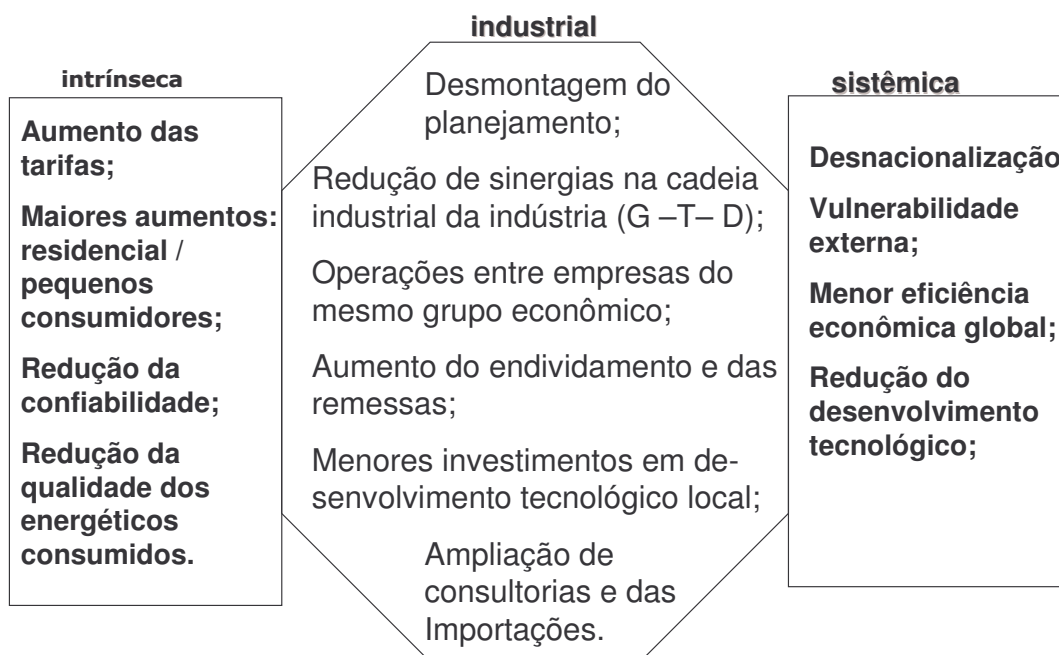 industrial
intrínseca
Aumento das
tarifas;
Maiores aumentos:
residencial /
pequenos
consumidores;
Redução da
confiabilidade;
Redução da
qualidade dos
energéticos
consumidos.
Desmontagem do
planejamento;
Redução de sinergias na cadeia
industrial da indústria (G –T– D);
Operações entre empresas do
mesmo grupo econômico;
Aumento do endividamento e das
remessas;
Menores investimentos em de-
senvolvimento tecnológico local;
Ampliação de
consultorias e das
Importações.
sistêmica
Desnacionalização
Vulnerabilidade
externa;
Menor eficiência
econômica global;
Redução do
desenvolvimento
tecnológico;